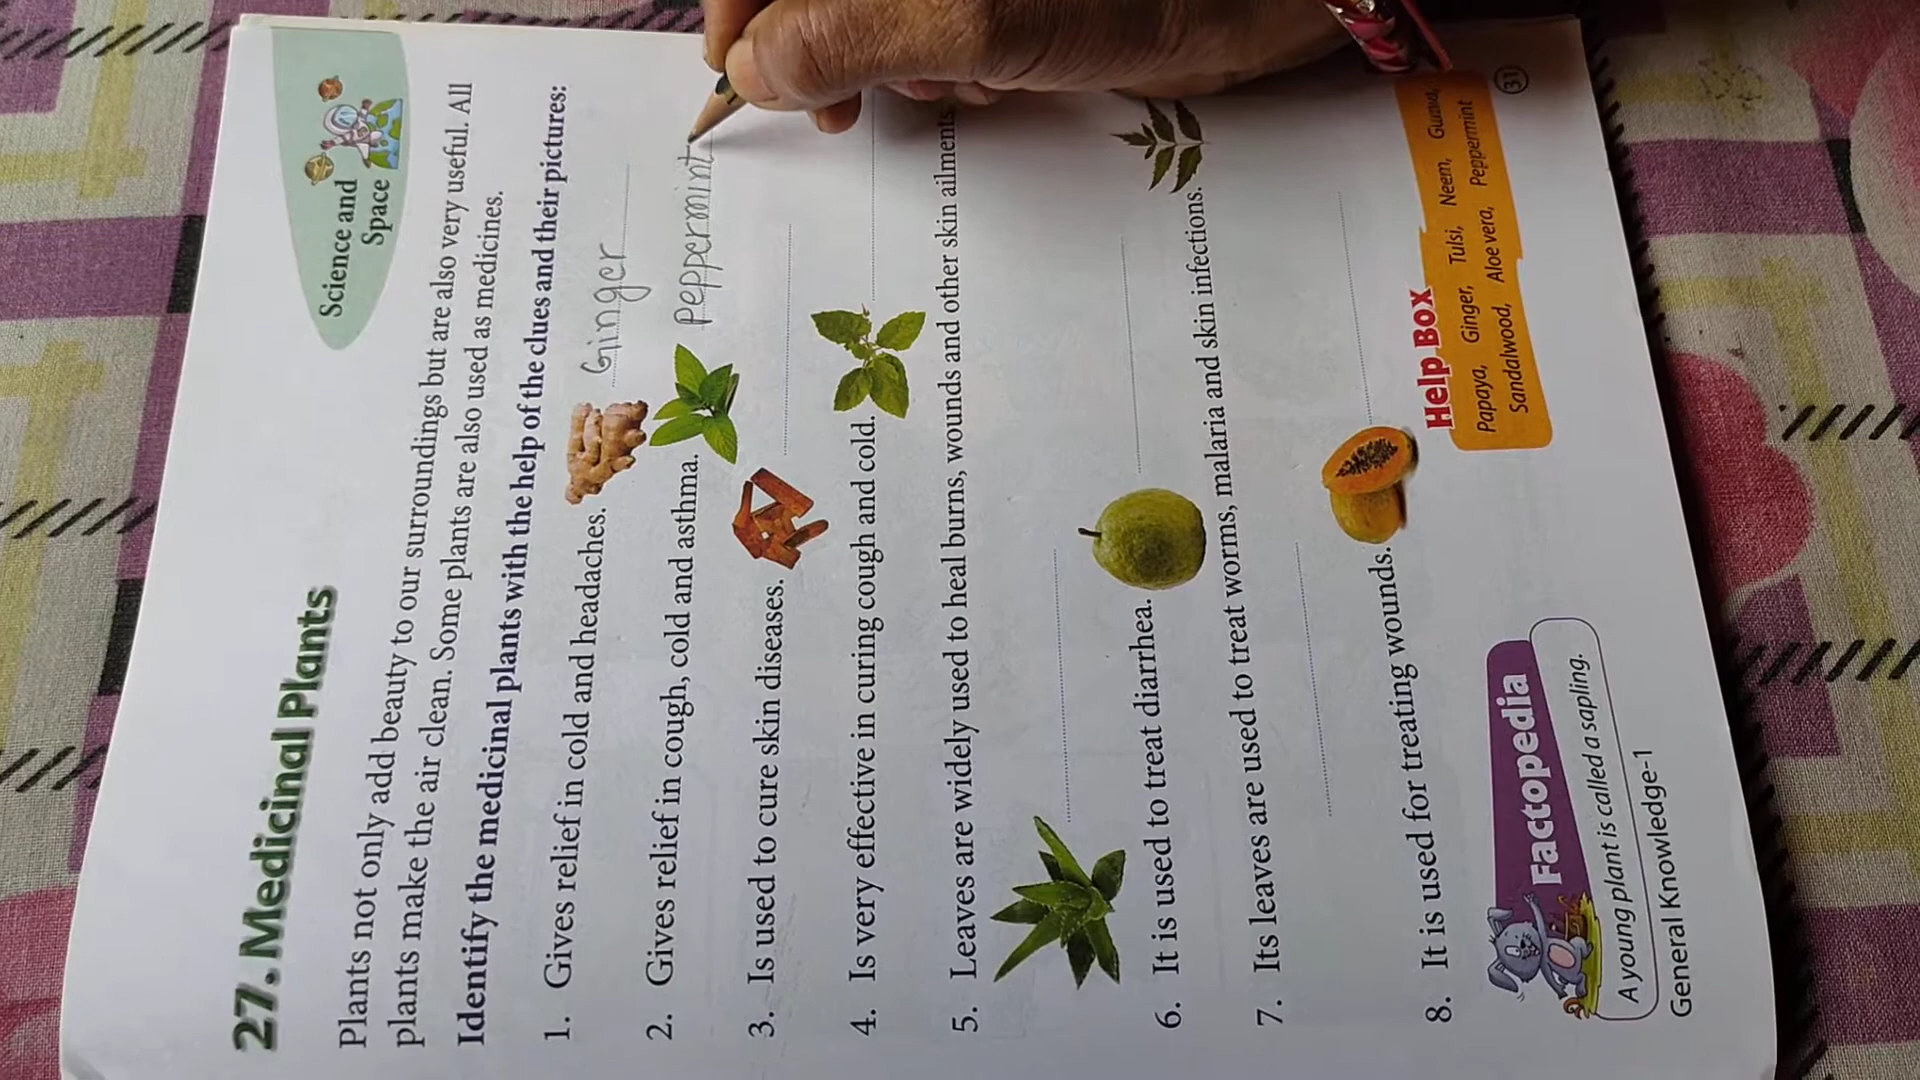 27. Medicinal Plants
Science and
Space
Plants not only add beauty to our surroundings but are also very useful. All
plants make the air clean. Some plants are also used as medicines.
Identify the medicinal plants with the help of the clues and their pictures:
1. Gives relief in cold and headaches. Ginger
2. Gives relief in cough, cold and asthma. Peppermint
3. Is used to cure skin diseases.
4. Is very effective in curing cough and cold.
5. Leaves are widely used to heal burns, wounds and other skin ailments
6. It is used to treat diarrhea.
7. Its leaves are used to treat worms, malaria and skin infections.
8. It is used for treating wounds.
Help Box
Papaya, Ginger, Tulsi, Neem, Guava,
Sandalwood, Aloe vera, Peppermint
Factopedia
A young plant is called a sapling.
General Knowledge-1
31